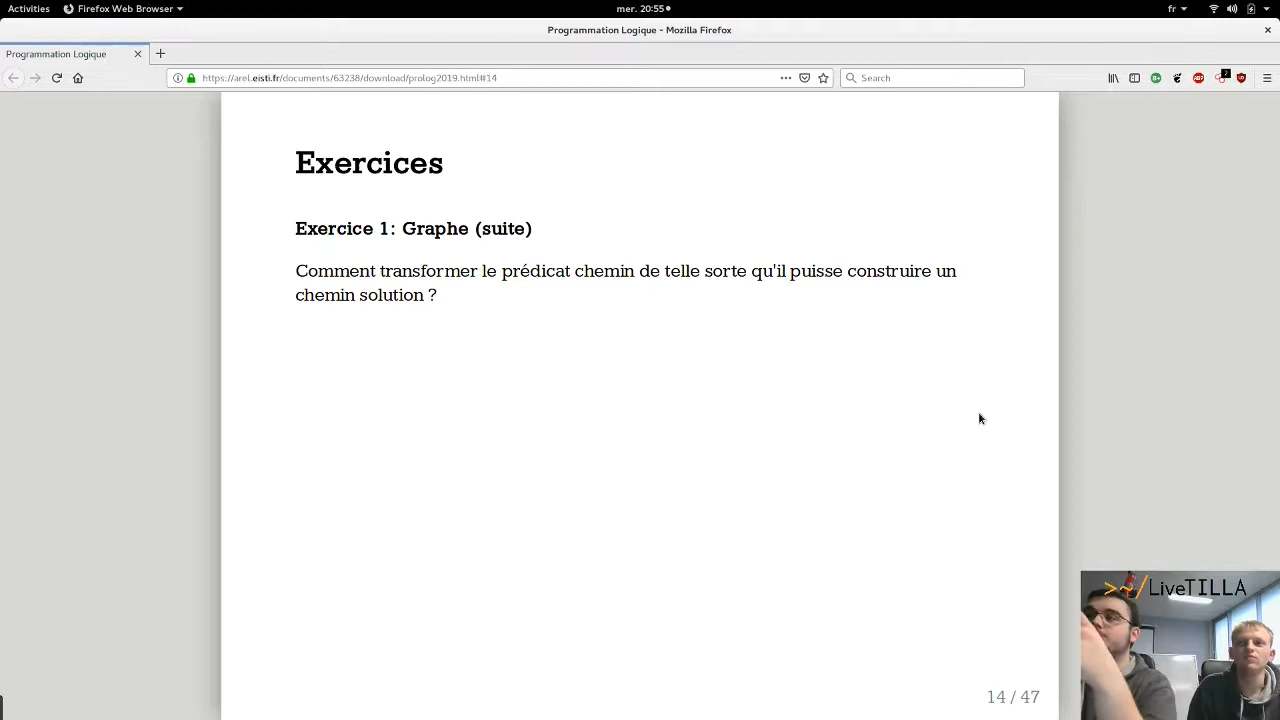 Activities
Firefox Web Browser
mer. 20:55
fr
Programmation Logique - Mozilla Firefox
Programmation Logique
https://arel.eisti.fr/documents/63238/download/prolog2019.html#14
Search
2
Exercices
Exercice 1: Graphe (suite)
Comment transformer le prédicat chemin de telle sorte qu'il puisse construire un
chemin solution ?
>~/LiveTILLA
14 / 47